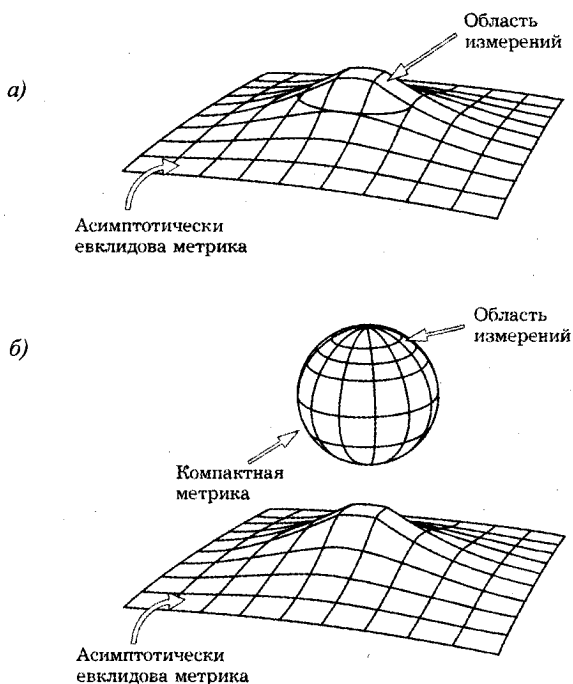 Область
измерений
а)
Асимптотически
евклидова метрика
Область
измерений
б)
Компактная
метрика
Асимптотически
евклидова метрика